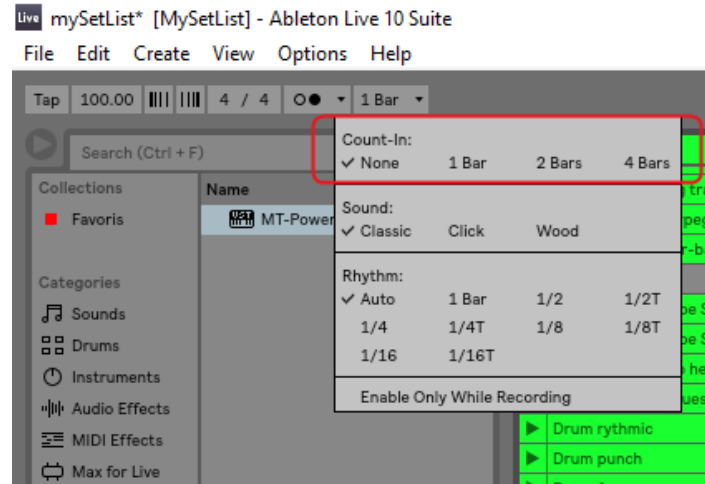 Live mySetList* [MySetList] - Ableton Live 10 Suite
File Edit Create View Options Help
Tap 100.00 4 / 4 1 Bar
Search (Ctrl + F)
Count-In:
✓ None 1 Bar 2 Bars 4 Bars
Collections
Name
Favoris
MT-Power
Sound:
✓ Classic Click Wood
Categories
Sounds
Drums
Instruments
Audio Effects
MIDI Effects
Max for Live
Rhythm:
✓ Auto 1 Bar 1/2 1/2T
1/4 1/4T 1/8 1/8T
1/16 1/16T
Enable Only While Recording
Drum rythmic
Drum punch